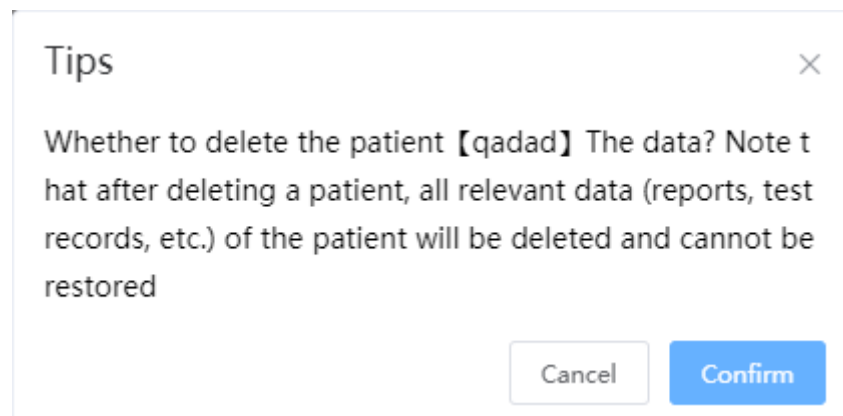 Tips
Whether to delete the patient【qadad】The data? Note t
hat after deleting a patient, all relevant data (reports, test
records, etc.) of the patient will be deleted and cannot be
restored
Cancel
Confirm